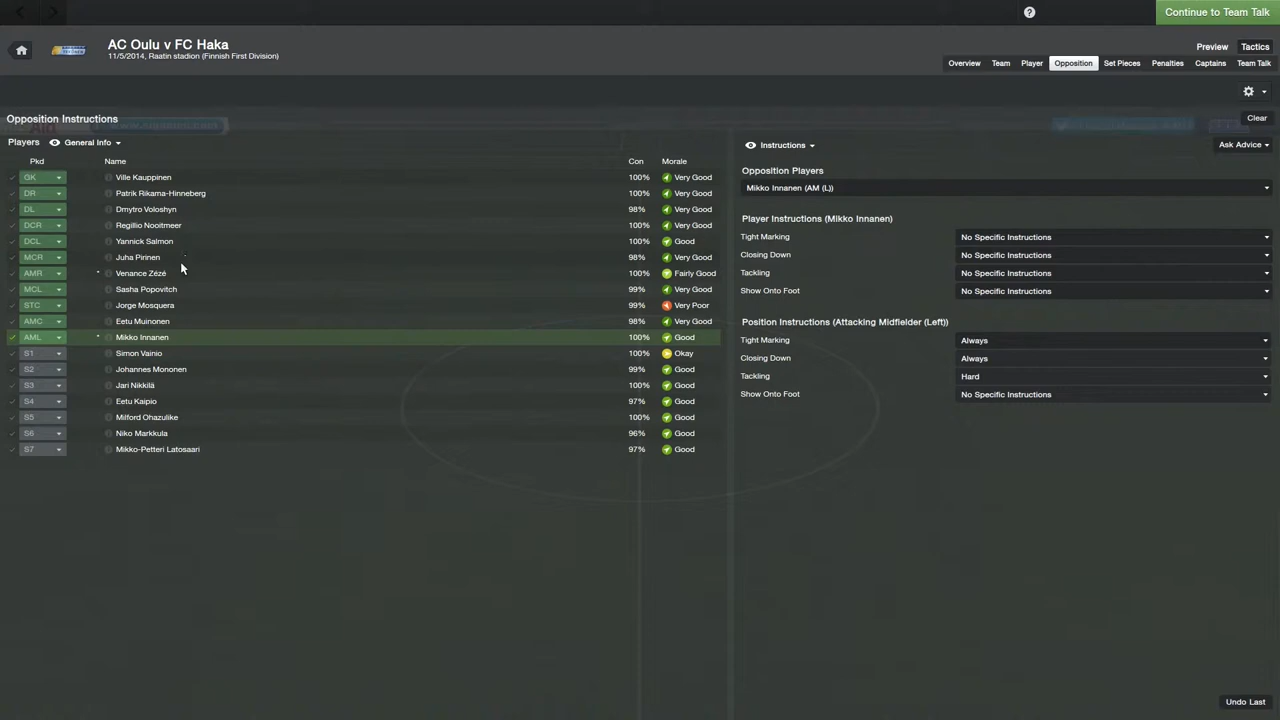 Continue to Team Talk
AC Oulu v FC Haka
11/5/2014, Raatin stadion (Finnish First Division)
Preview Tactics
Overview Team Player Opposition Set Pieces Penalties Captains Team Talk
Opposition Instructions Clear
Players General Info Instructions Ask Advice
Pkd Name Con Morale
GK Ville Kauppinen 100% Very Good
DR Patrik Rikama-Hinneberg 100% Very Good
DL Dmytro Voloshyn 98% Very Good
DCR Regillio Nooitmeer 100% Very Good
DCL Yannick Salmon 100% Good
MCR Juha Pirinen 98% Very Good
AMR Venance Zézé 100% Fairly Good
MCL Sasha Popovitch 99% Very Good
STC Jorge Mosquera 99% Very Poor
AMC Eetu Muinonen 98% Very Good
AML Mikko Innanen 100% Good
S1 Simon Vainio 100% Okay
S2 Johannes Mononen 99% Good
S3 Jari Nikkilä 100% Good
S4 Eetu Kaipio 97% Good
S5 Milford Ohazulike 100% Good
S6 Niko Markkula 96% Good
S7 Mikko-Petteri Latosaari 97% Good
Opposition Players
Mikko Innanen (AM (L))
Player Instructions (Mikko Innanen)
Tight Marking No Specific Instructions
Closing Down No Specific Instructions
Tackling No Specific Instructions
Show Onto Foot No Specific Instructions
Position Instructions (Attacking Midfielder (Left))
Tight Marking Always
Closing Down Always
Tackling Hard
Show Onto Foot No Specific Instructions
Undo Last